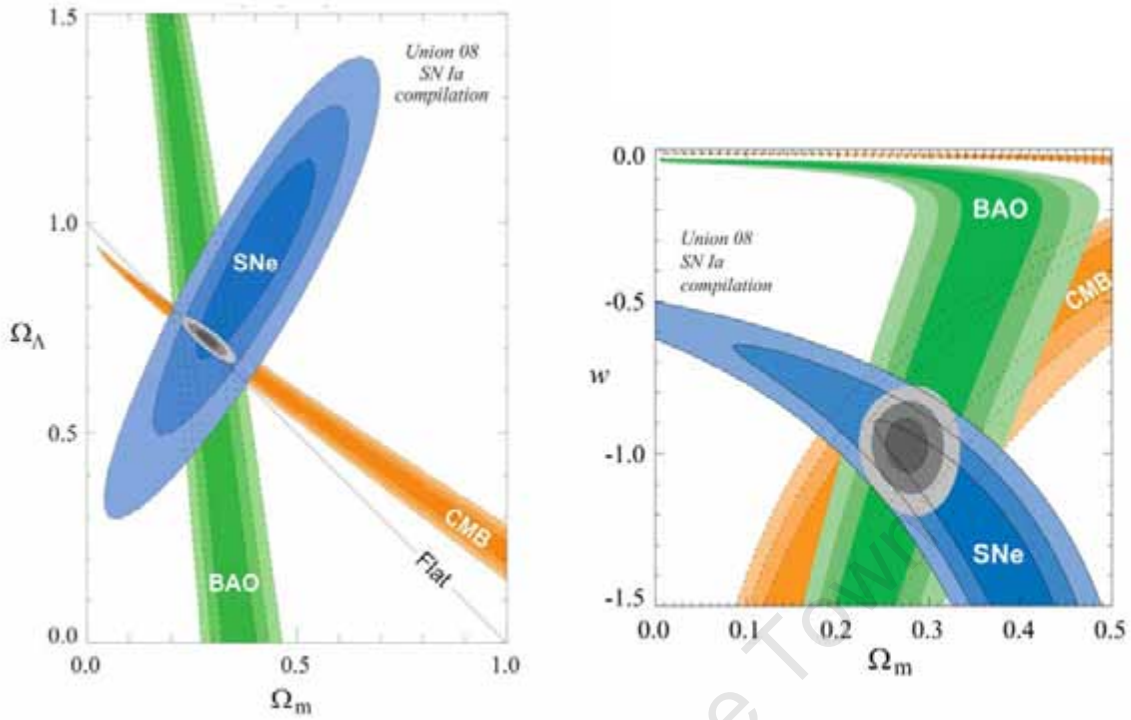 1.5
Union 08
SN Ia
compilation
1.0
SNe
Ω_Λ
0.5
CMB
BAO
Flat
0.0
0.0 0.5 1.0
Ω_m
0.0
BAO
Union 08
SN Ia
compilation
CMB
-0.5
w
-1.0
SNe
-1.5
0.0 0.1 0.2 0.3 0.4 0.5
Ω_m
e Town